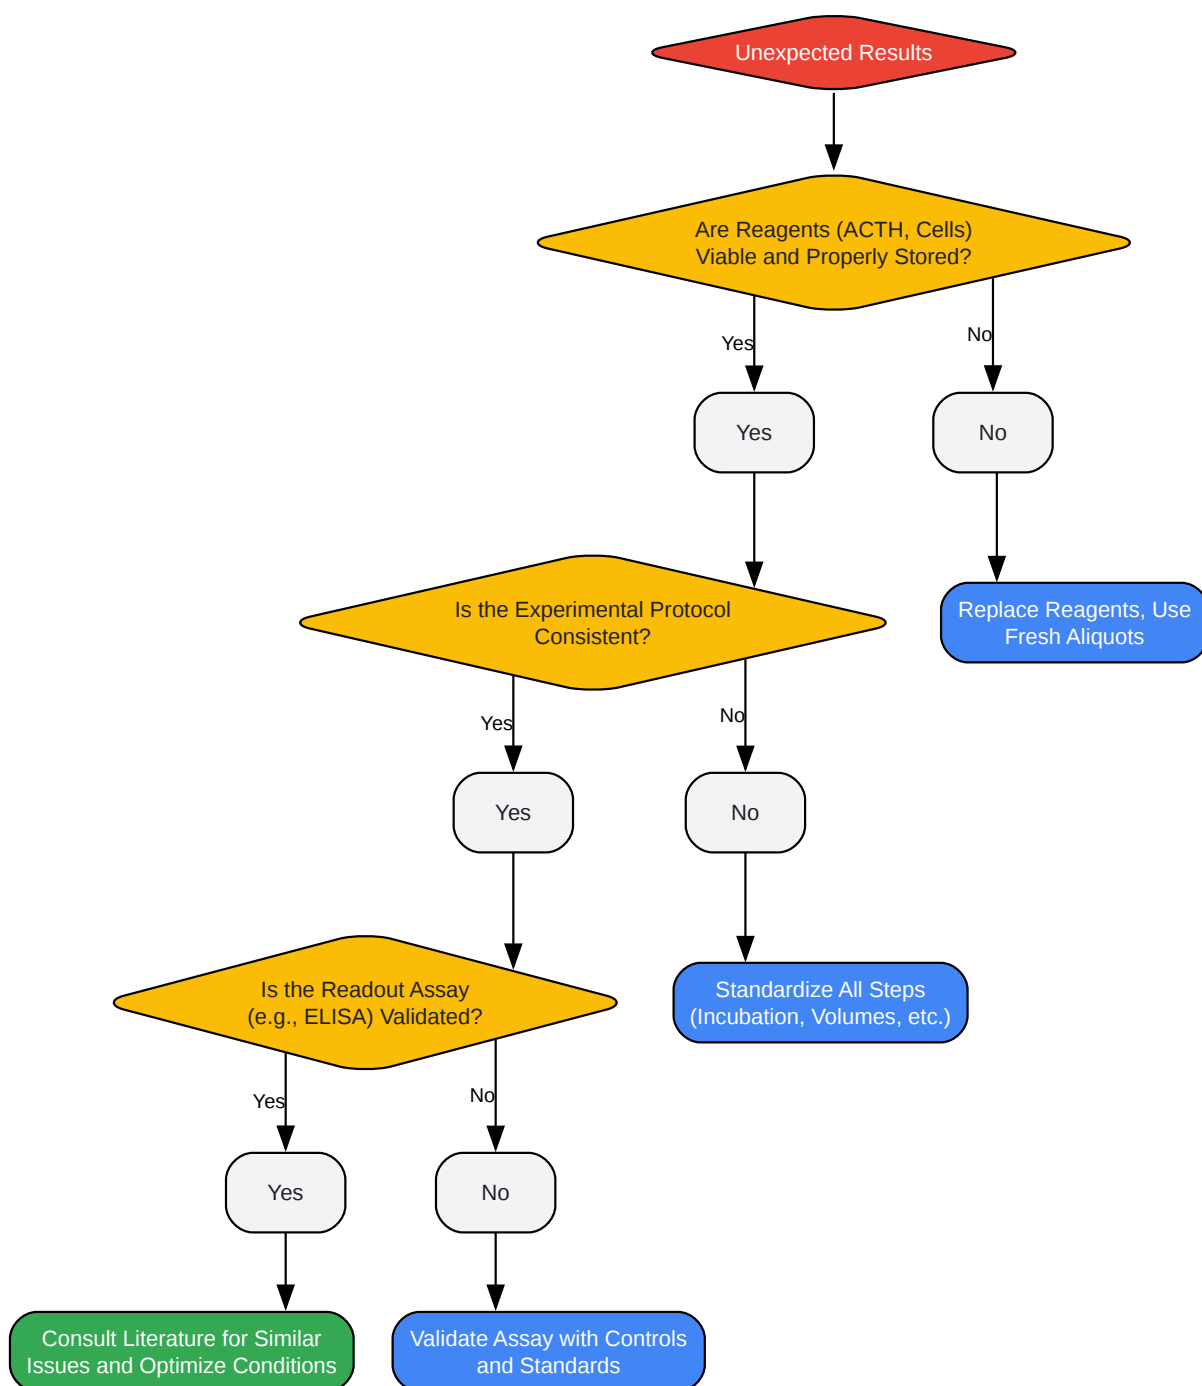 Unexpected Results
Are Reagents (ACTH, Cells)
Viable and Properly Stored?
Yes
No
Yes
No
Is the Experimental Protocol
Consistent?
Replace Reagents, Use
Fresh Aliquots
Yes
No
Yes
No
Is the Readout Assay
(e.g., ELISA) Validated?
Standardize All Steps
(Incubation, Volumes, etc.)
Yes
No
Yes
No
Consult Literature for Similar
Issues and Optimize Conditions
Validate Assay with Controls
and Standards